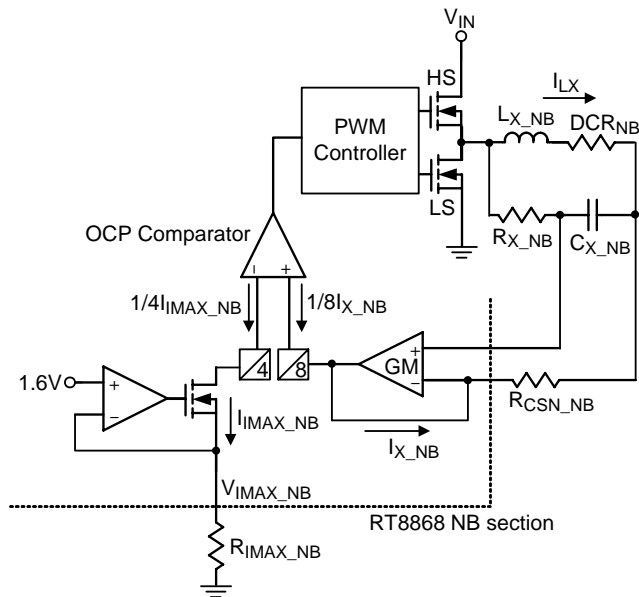 V_IN
HS
I_LX
L_X_NB
DCR_NB
PWM
Controller
LS
R_X_NB
C_X_NB
OCP Comparator
− +
1/4I_IMAX_NB
1/8I_X_NB
4
8
+
GM
−
1.6V
+
−
R_CSN_NB
I_IMAX_NB
I_X_NB
V_IMAX_NB
RT8868 NB section
R_IMAX_NB